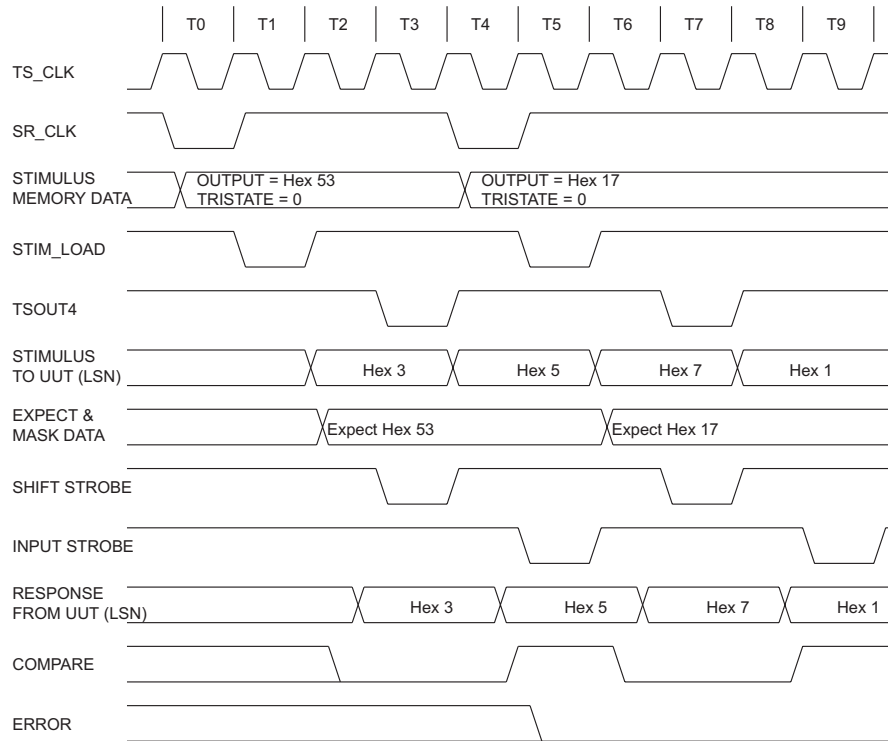 T0 T1 T2 T3 T4 T5 T6 T7 T8 T9
TS_CLK
SR_CLK
STIMULUS
MEMORY DATA
OUTPUT = Hex 53
TRISTATE = 0
OUTPUT = Hex 17
TRISTATE = 0
STIM_LOAD
TSOUT4
STIMULUS
TO UUT (LSN)
Hex 3 Hex 5 Hex 7 Hex 1
EXPECT &
MASK DATA
Expect Hex 53 Expect Hex 17
SHIFT STROBE
INPUT STROBE
RESPONSE
FROM UUT (LSN)
Hex 3 Hex 5 Hex 7 Hex 1
COMPARE
ERROR